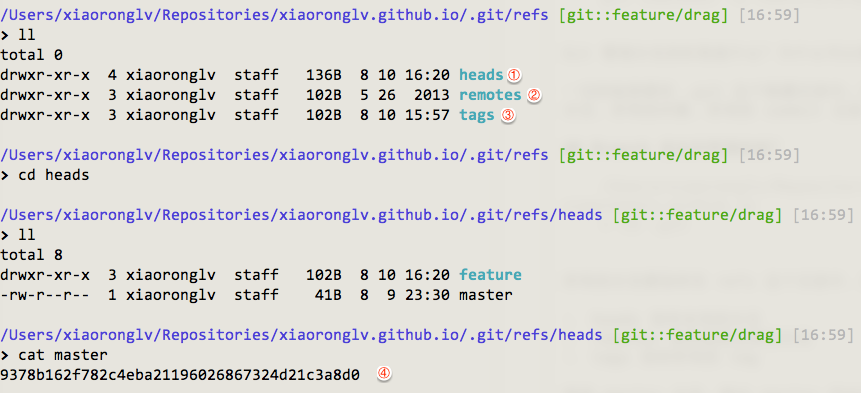 /Users/xiaoronglv/Repositories/xiaoronglv.github.io/.git/refs [git::feature/drag] [16:59]
> ll
total 0
drwxr-xr-x 4 xiaoronglv staff 136B 8 10 16:20 heads ①
drwxr-xr-x 3 xiaoronglv staff 102B 5 26 2013 remotes ②
drwxr-xr-x 3 xiaoronglv staff 102B 8 10 15:57 tags ③
/Users/xiaoronglv/Repositories/xiaoronglv.github.io/.git/refs [git::feature/drag] [16:59]
> cd heads
/Users/xiaoronglv/Repositories/xiaoronglv.github.io/.git/refs/heads [git::feature/drag] [16:59]
> ll
total 8
drwxr-xr-x 3 xiaoronglv staff 102B 8 10 16:20 feature
-rw-r--r-- 1 xiaoronglv staff 41B 8 9 23:30 master
/Users/xiaoronglv/Repositories/xiaoronglv.github.io/.git/refs/heads [git::feature/drag] [16:59]
> cat master
9378b162f782c4eba21196026867324d21c3a8d0 ④